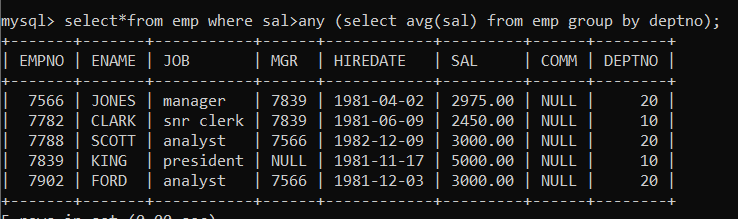 mysql> select*from emp where sal>any (select avg(sal) from emp group by deptno);
+-------+-------+-----------+------+------------+---------+------+--------+
| EMPNO | ENAME | JOB       | MGR  | HIREDATE   | SAL     | COMM | DEPTNO |
+-------+-------+-----------+------+------------+---------+------+--------+
|  7566 | JONES | manager   | 7839 | 1981-04-02 | 2975.00 | NULL |     20 |
|  7782 | CLARK | snr clerk | 7839 | 1981-06-09 | 2450.00 | NULL |     10 |
|  7788 | SCOTT | analyst   | 7566 | 1982-12-09 | 3000.00 | NULL |     20 |
|  7839 | KING  | president | NULL | 1981-11-17 | 5000.00 | NULL |     10 |
|  7902 | FORD  | analyst   | 7566 | 1981-12-03 | 3000.00 | NULL |     20 |
+-------+-------+-----------+------+------------+---------+------+--------+